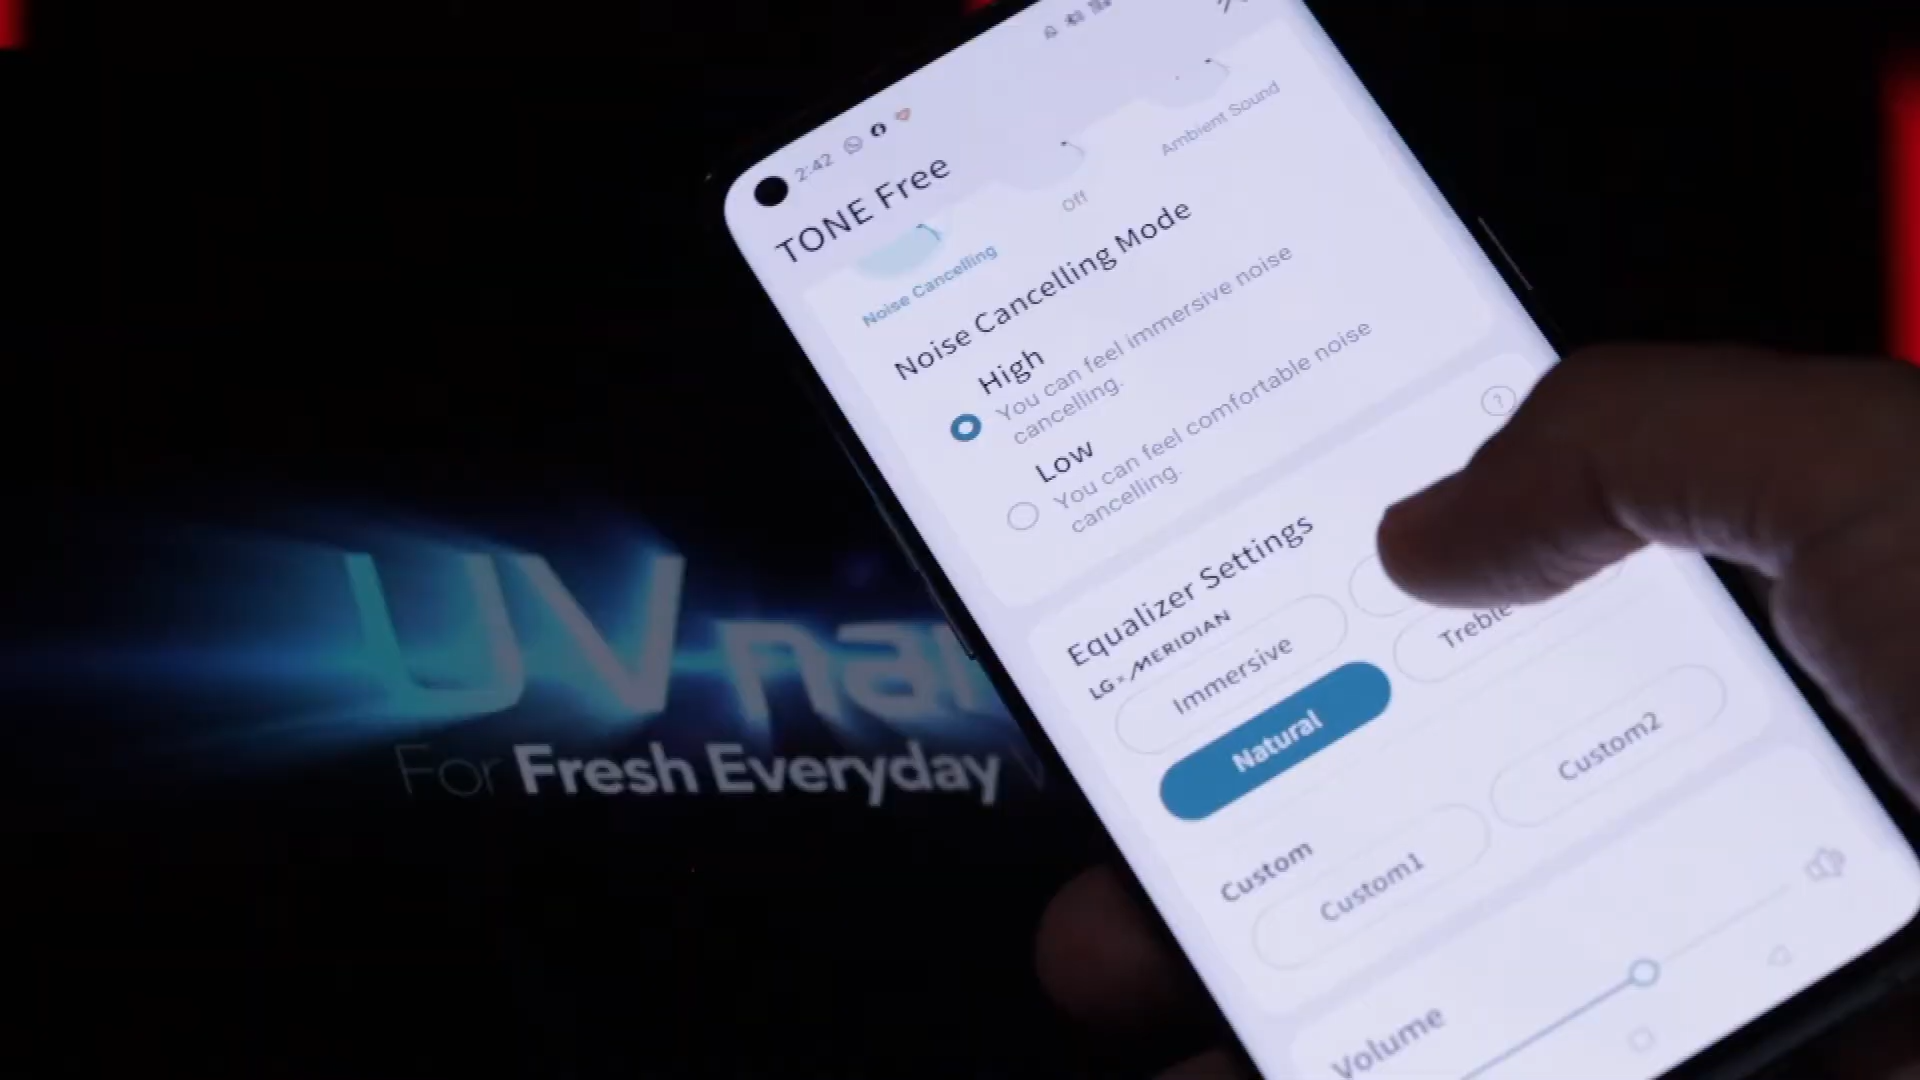 2:42
TONE Free
Noise Cancelling
Off
Ambient Sound
Noise Cancelling Mode
High
You can feel immersive noise
cancelling.
Low
You can feel comfortable noise
cancelling.
?
Equalizer Settings
LG × MERIDIAN
Immersive
Natural
Treble
Custom
Custom1
Custom2
Volume
UV
For Fresh Everyday